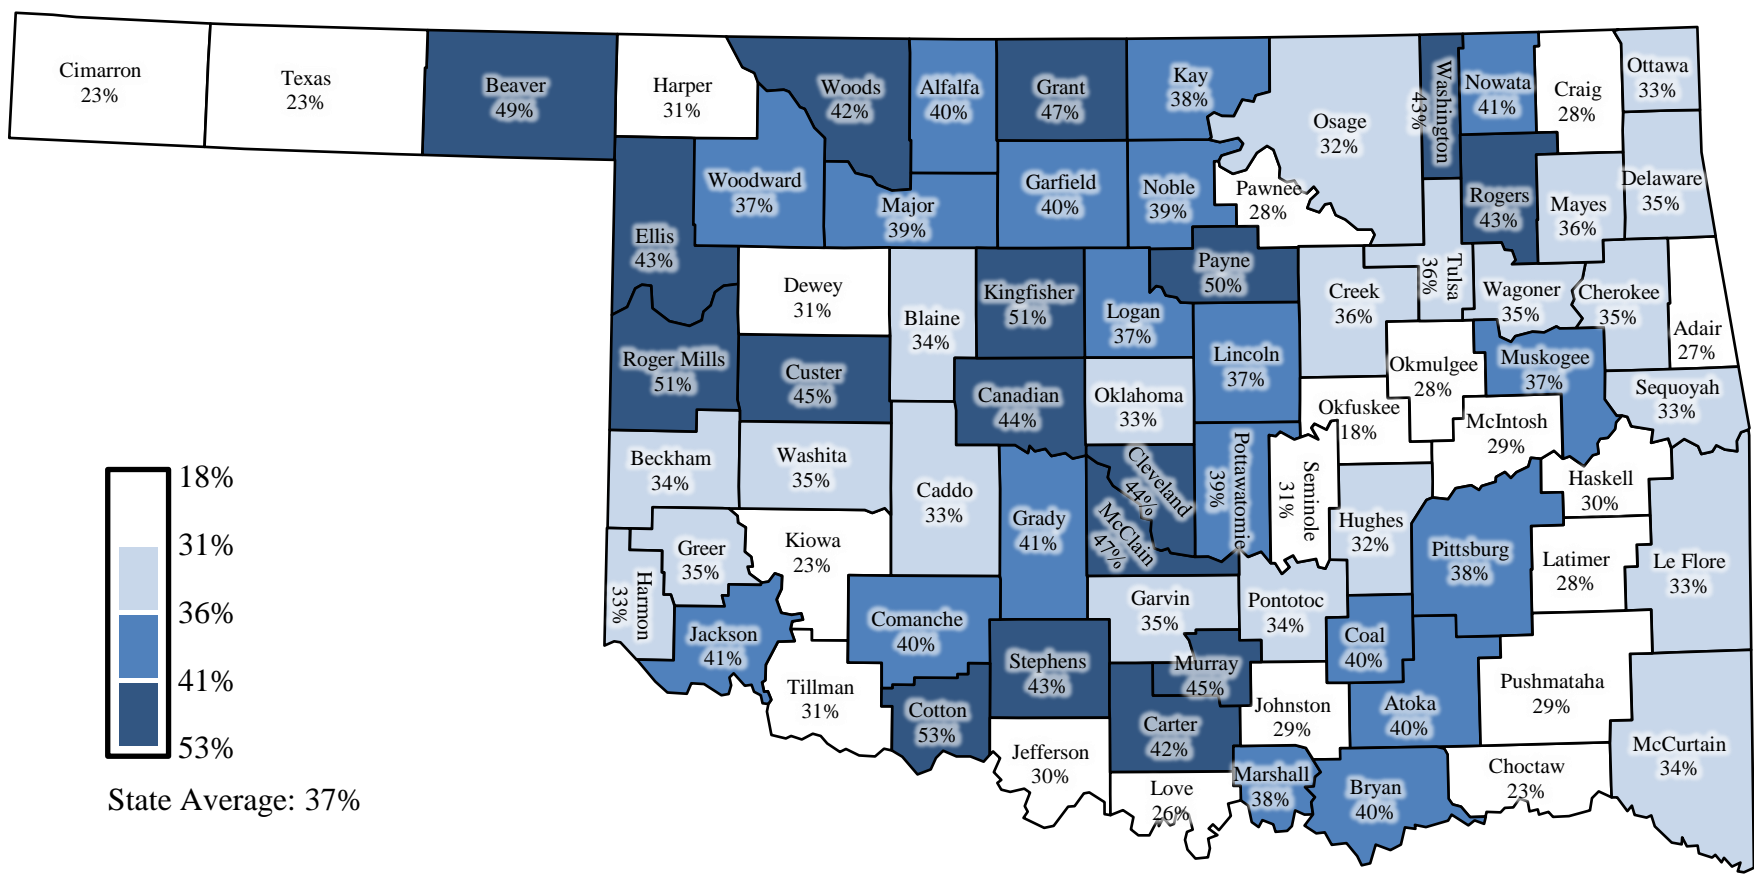 Cimarron
23%
Texas
23%
Beaver
49%
Harper
31%
Woods
42%
Alfalfa
40%
Grant
47%
Kay
38%
Osage
32%
Washington
43%
Nowata
41%
Craig
28%
Ottawa
33%
Ellis
43%
Woodward
37%
Major
39%
Garfield
40%
Noble
39%
Pawnee
28%
Rogers
43%
Mayes
36%
Delaware
35%
Dewey
31%
Blaine
34%
Kingfisher
51%
Logan
37%
Payne
50%
Creek
36%
Tulsa
36%
Wagoner
35%
Cherokee
35%
Adair
27%
Roger Mills
51%
Custer
45%
Canadian
44%
Oklahoma
33%
Lincoln
37%
Okfuskee
18%
Okmulgee
28%
Muskogee
37%
McIntosh
29%
Sequoyah
33%
Beckham
34%
Washita
35%
Caddo
33%
Grady
41%
Cleveland
44%
McClain
47%
Pottawatomie
39%
Seminole
31%
Hughes
32%
Pittsburg
38%
Haskell
30%
Latimer
28%
Le Flore
33%
Harmon
33%
Greer
35%
Kiowa
23%
Jackson
41%
Comanche
40%
Tillman
31%
Cotton
53%
Stephens
43%
Garvin
35%
Murray
45%
Pontotoc
34%
Coal
40%
Johnston
29%
Atoka
40%
Pushmataha
29%
McCurtain
34%
Carter
42%
Jefferson
30%
Love
26%
Marshall
38%
Bryan
40%
Choctaw
23%
18%
31%
36%
41%
53%
State Average: 37%